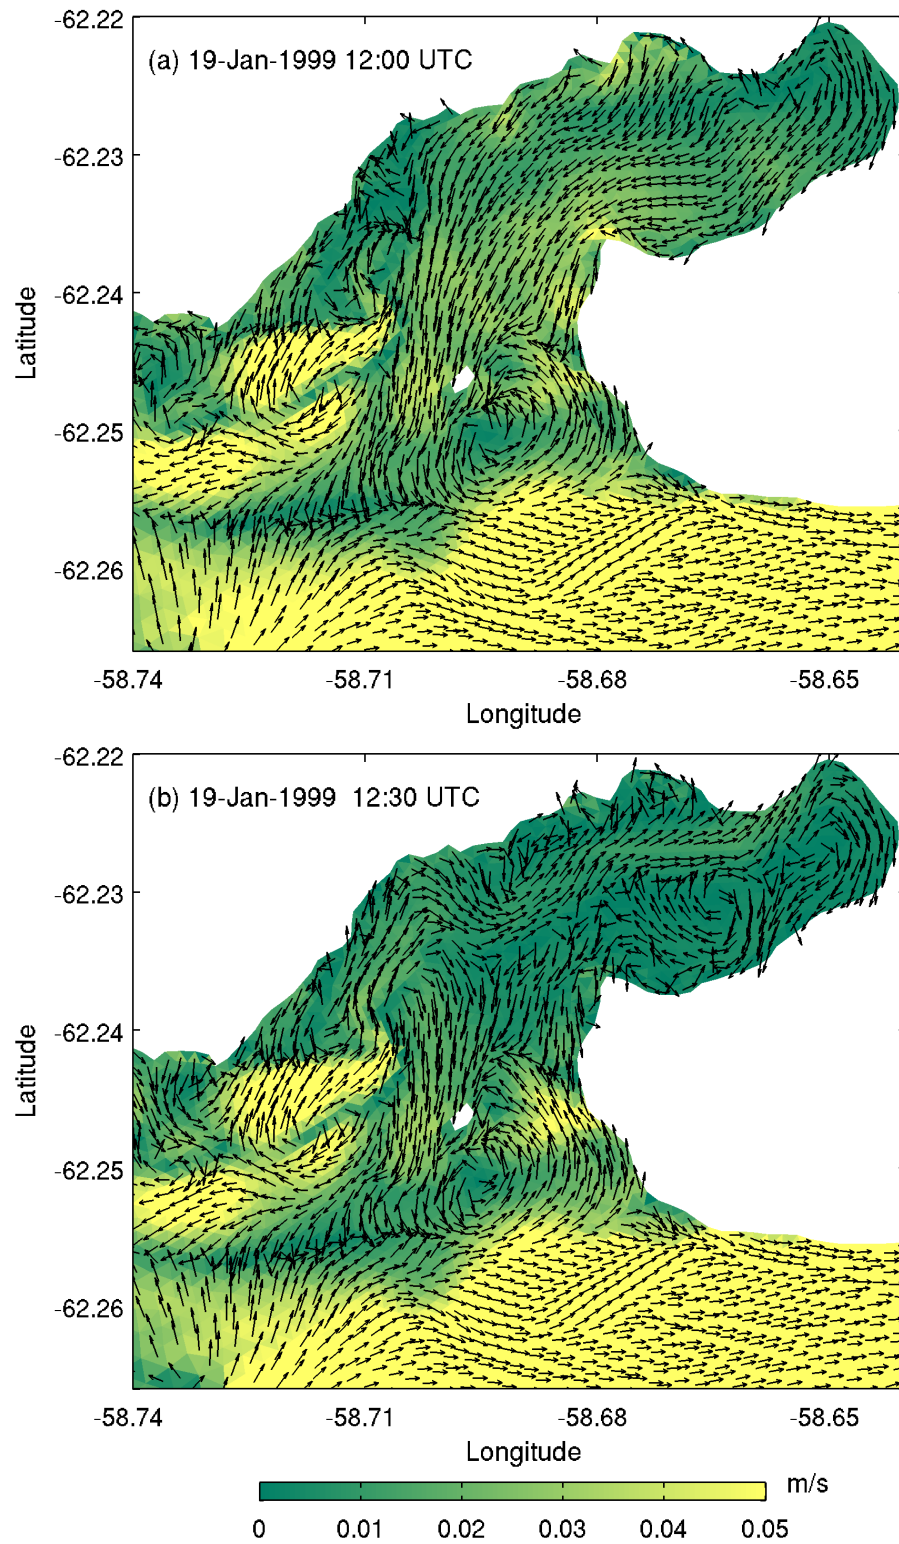 -62.22
(a) 19-Jan-1999 12:00 UTC
-62.23
-62.24
Latitude
-62.25
-62.26
-58.74 -58.71 -58.68 -58.65
Longitude
-62.22
(b) 19-Jan-1999 12:30 UTC
-62.23
-62.24
Latitude
-62.25
-62.26
-58.74 -58.71 -58.68 -58.65
Longitude
m/s
0 0.01 0.02 0.03 0.04 0.05